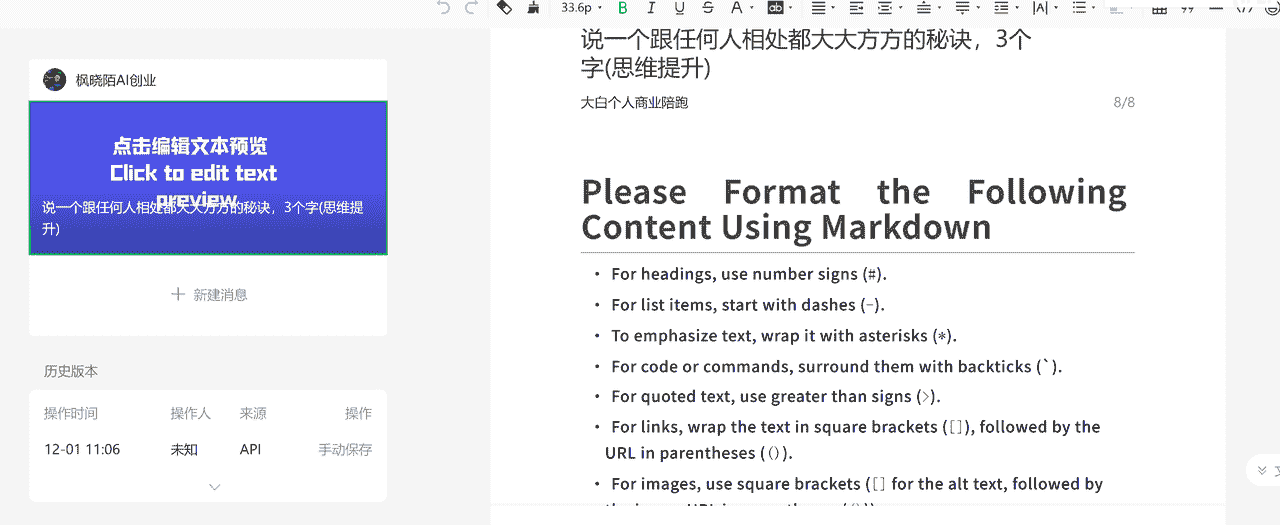 33.6p
B
I
U
S
A
ab
|A|
枫晓陌AI创业
点击编辑文本预览
Click to edit text
preview
说一个跟任何人相处都大大方方的秘诀，3个字(思维提
升)
新建消息
历史版本
操作时间 操作人 来源 操作
12-01 11:06 未知 API 手动保存
说一个跟任何人相处都大大方方的秘诀，3个
字(思维提升)
大白个人商业陪跑 8/8
Please Format the Following
Content Using Markdown
• For headings, use number signs (#).
• For list items, start with dashes (-).
• To emphasize text, wrap it with asterisks (*).
• For code or commands, surround them with backticks (`).
• For quoted text, use greater than signs (>).
• For links, wrap the text in square brackets ([]), followed by the
URL in parentheses (()).
• For images, use square brackets ([] for the alt text, followed by